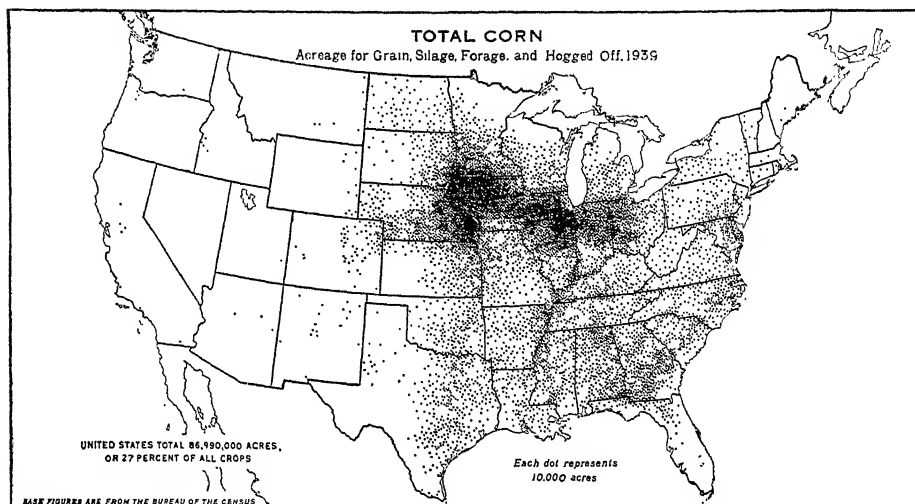 TOTAL CORN
Acreage for Grain, Silage, Forage, and Hogged Off, 1939
UNITED STATES TOTAL 86,990,000 ACRES,
OR 27 PERCENT OF ALL CROPS
Each dot represents
10,000 acres
BASE FIGURES ARE FROM THE BUREAU OF THE CENSUS